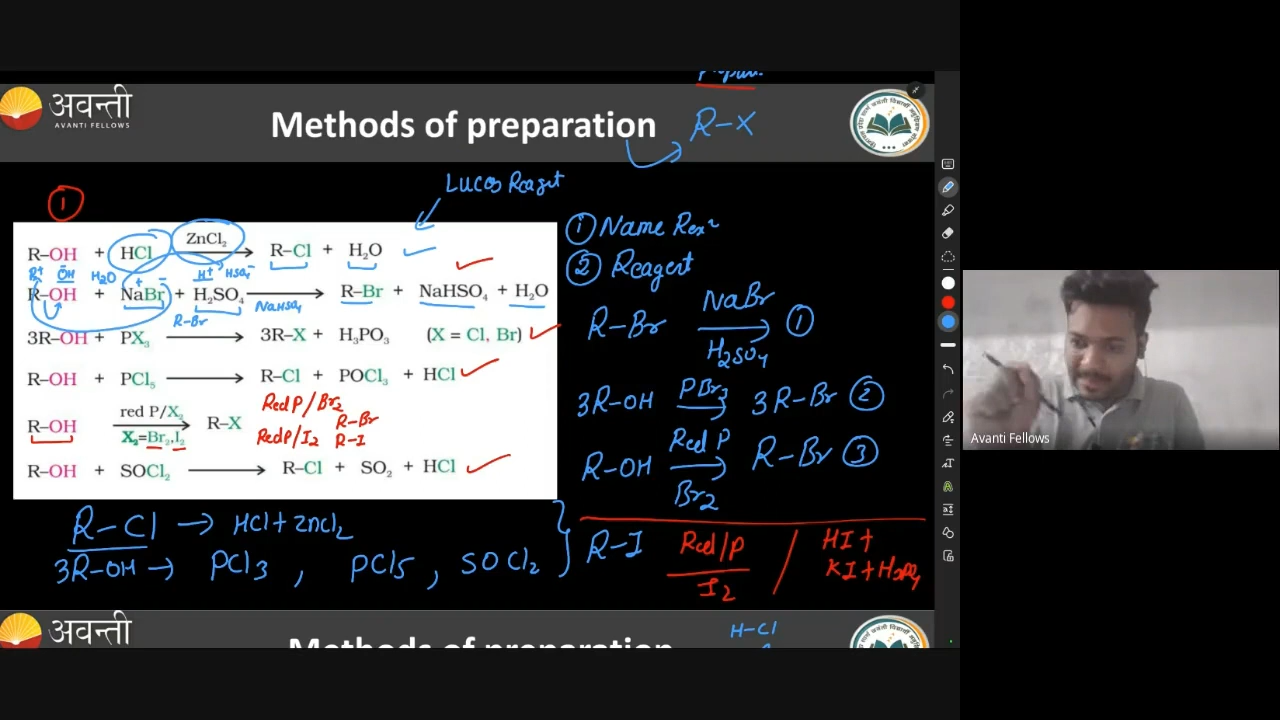 अवन्ती
AVANTI FELLOWS
Methods of preparation
R-X
①
Lucas Reaget
R–OH + HCl ZnCl₂ → R–Cl + H₂O
R⁺ ŌH H₂O H⁺ HSO₄⁻
R–OH + NaBr + H₂SO₄ → R–Br + NaHSO₄ + H₂O
+ -
R-Br NaHSO₄
3R–OH + PX₃ → 3R–X + H₃PO₃ (X = Cl, Br)
R–OH + PCl₅ → R–Cl + POCl₃ + HCl
R–OH red P/X₂ → R–X
X₂=Br₂,I₂
Red P/Br₂
R-Br
Red P/I₂ R-I
R–OH + SOCl₂ → R–Cl + SO₂ + HCl
① Name Rexⁿ
② Reagent
R-Br NaBr → ①
H₂SO₄
3R-OH PBr₃ → 3R-Br ②
R-OH Red P → R-Br ③
Br₂
R-Cl → HCl+ZnCl₂
3R-OH → PCl₃ , PCl₅ , SOCl₂
R-I Red/P / HI +
I₂ KI + H₃PO₄
Avanti Fellows
अवन्ती
Methods of preparation
H-Cl